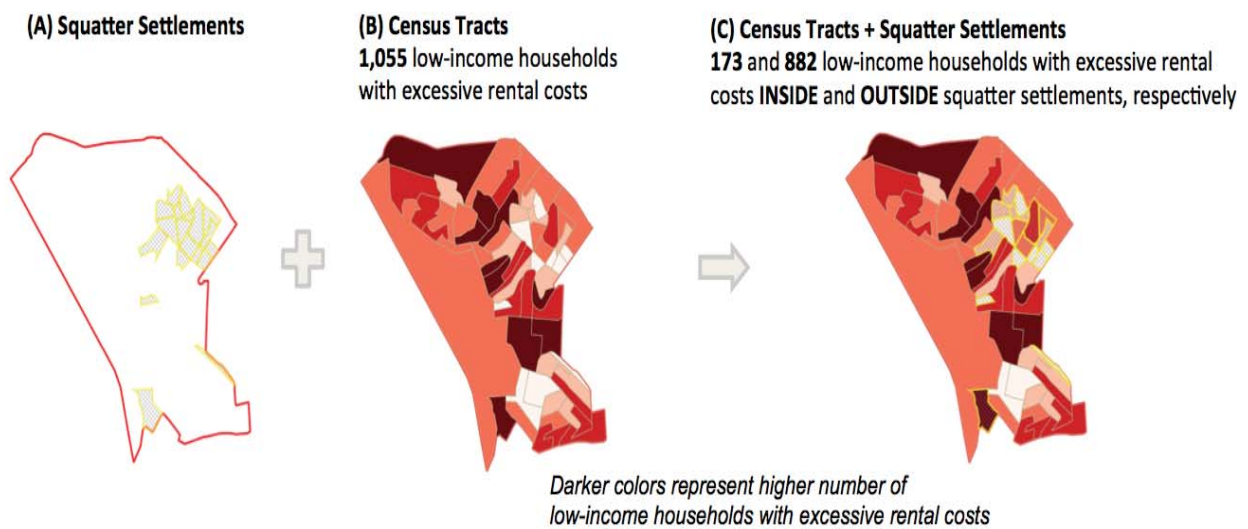 (A) Squatter Settlements
(B) Census Tracts
1,055 low-income households
with excessive rental costs
(C) Census Tracts + Squatter Settlements
173 and 882 low-income households with excessive rental
costs INSIDE and OUTSIDE squatter settlements, respectively
Darker colors represent higher number of
low-income households with excessive rental costs